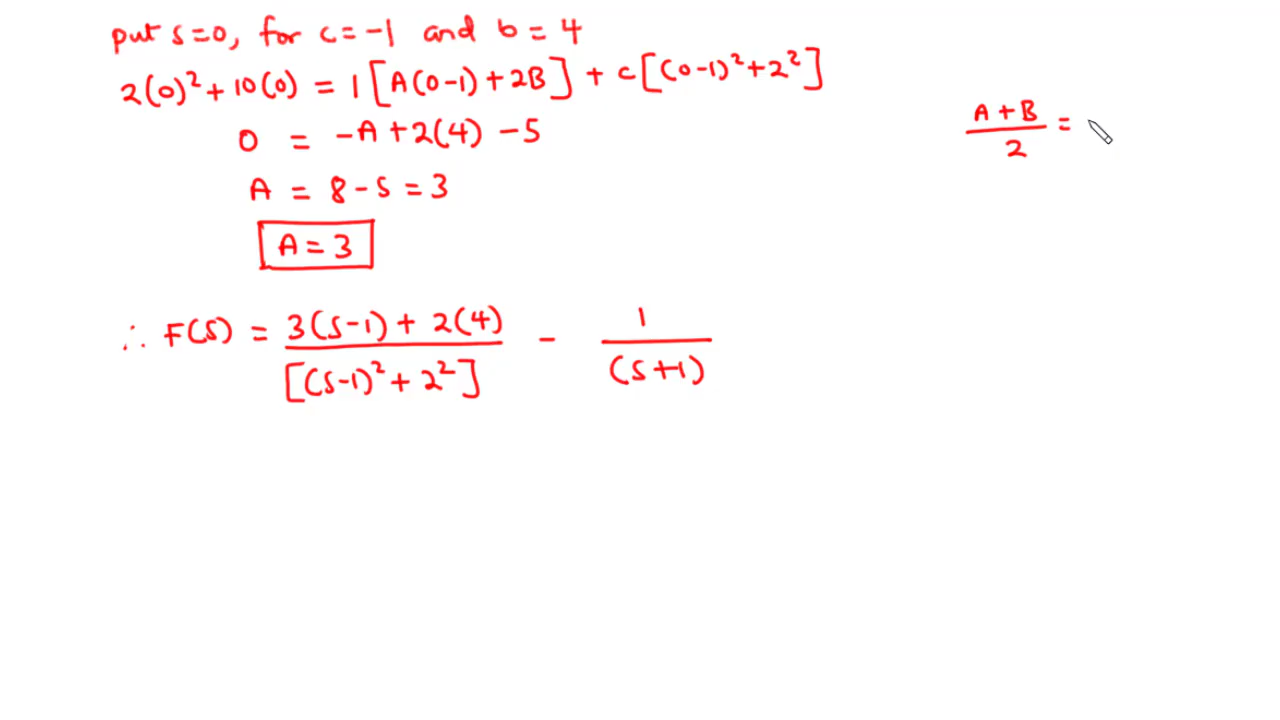 put s=0, for c=-1 and b=4
2(0)²+10(0) = 1[A(0-1)+2B] + c[(0-1)²+2²]
0 = -A+2(4) -5
A = 8-5 = 3
A = 3
∴ F(S) = 3(S-1)+2(4) / [(S-1)²+2²] - 1 / (S+1)
A+B / 2 =